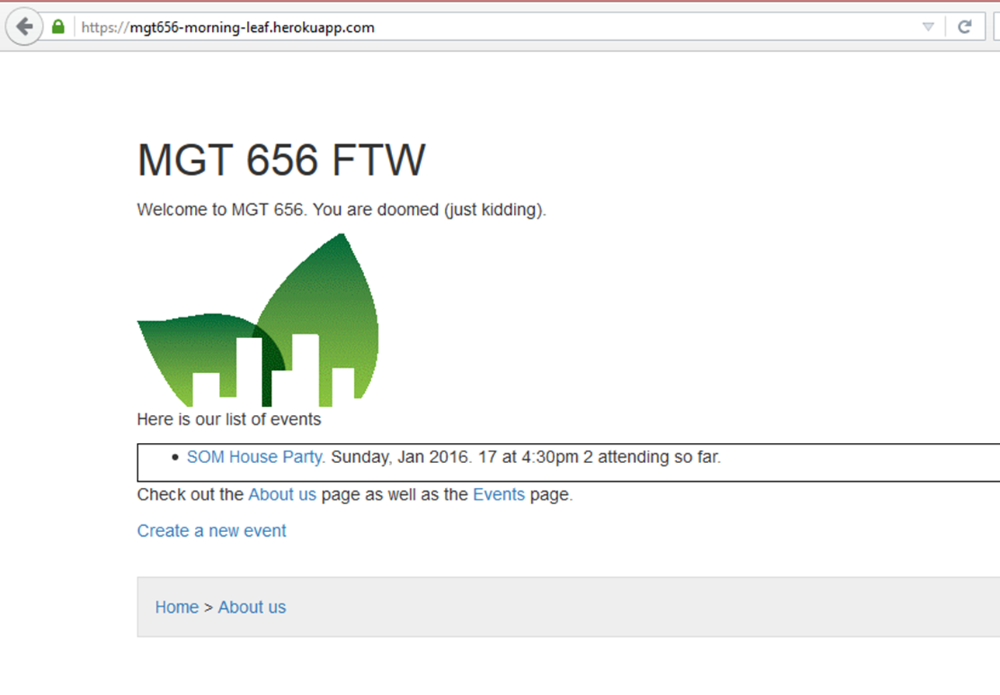 https://mgt656-morning-leaf.herokuapp.com
MGT 656 FTW
Welcome to MGT 656. You are doomed (just kidding).
Here is our list of events
• SOM House Party. Sunday, Jan 2016. 17 at 4:30pm 2 attending so far.
Check out the About us page as well as the Events page.
Create a new event
Home > About us